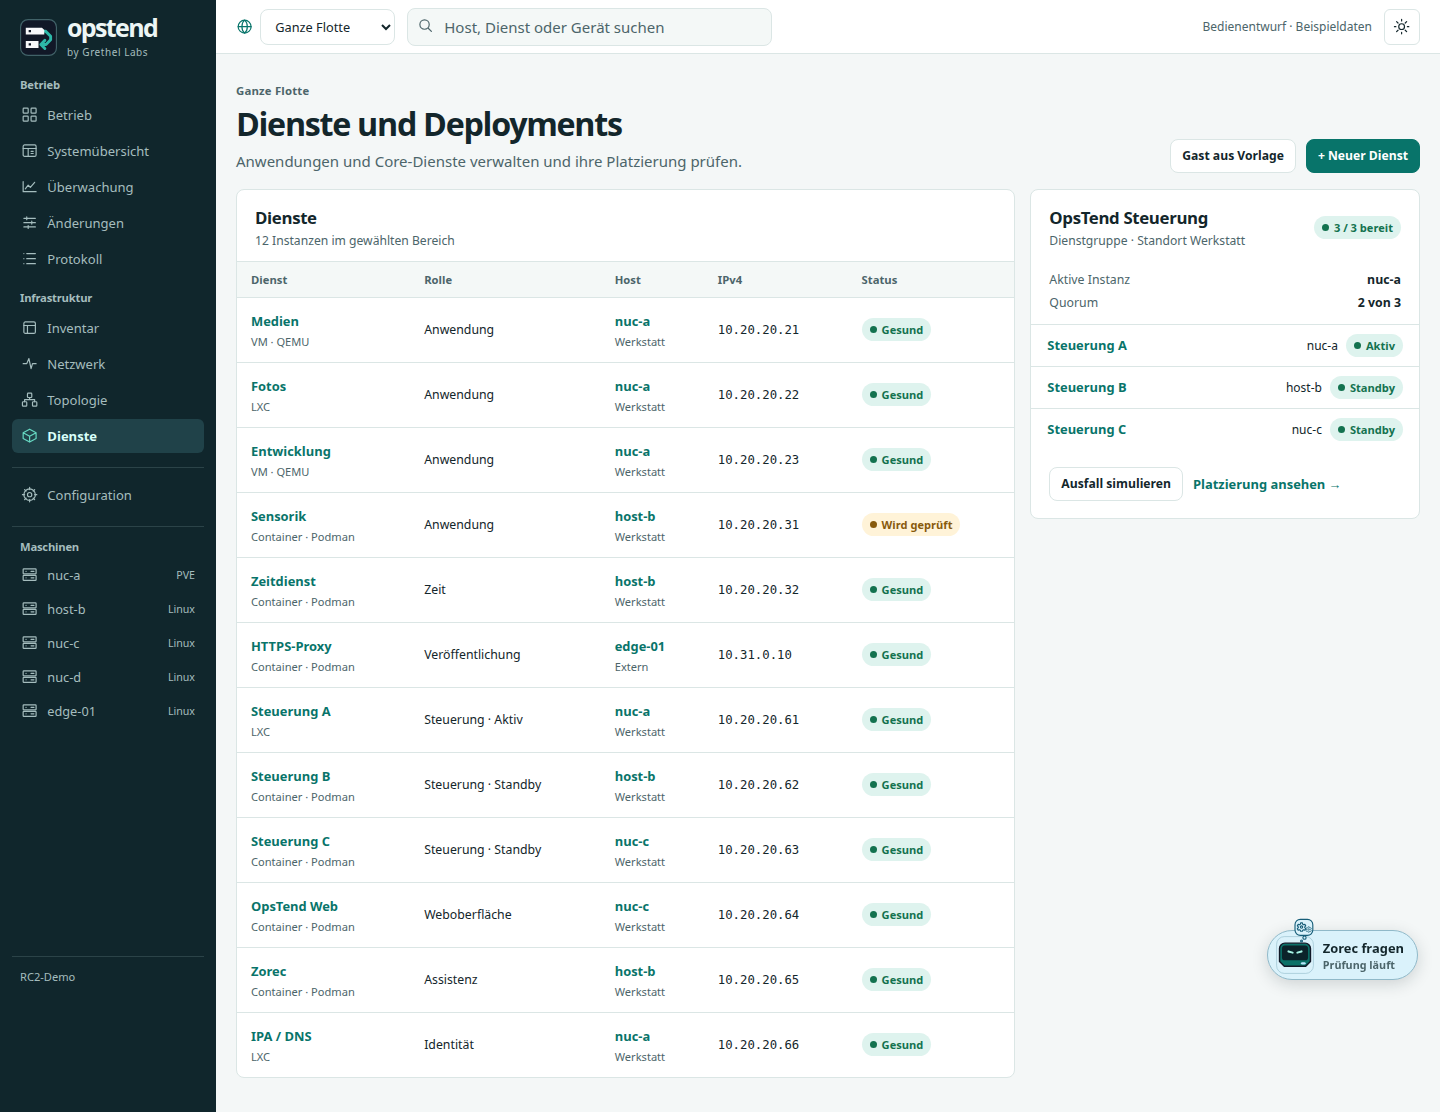 opstend
by Grethel Labs
Betrieb
Betrieb
Systemübersicht
Überwachung
Änderungen
Protokoll
Infrastruktur
Inventar
Netzwerk
Topologie
Dienste
Configuration
Maschinen
nuc-a PVE
host-b Linux
nuc-c Linux
nuc-d Linux
edge-01 Linux
RC2-Demo
Ganze Flotte
Host, Dienst oder Gerät suchen
Bedienentwurf · Beispieldaten
Ganze Flotte
Dienste und Deployments
Anwendungen und Core-Dienste verwalten und ihre Platzierung prüfen.
Gast aus Vorlage
+ Neuer Dienst
Dienste
12 Instanzen im gewählten Bereich
Dienst Rolle Host IPv4 Status
Medien Anwendung nuc-a 10.20.20.21 Gesund
VM · QEMU Werkstatt
Fotos Anwendung nuc-a 10.20.20.22 Gesund
LXC Werkstatt
Entwicklung Anwendung nuc-a 10.20.20.23 Gesund
VM · QEMU Werkstatt
Sensorik Anwendung host-b 10.20.20.31 Wird geprüft
Container · Podman Werkstatt
Zeitdienst Zeit host-b 10.20.20.32 Gesund
Container · Podman Werkstatt
HTTPS-Proxy Veröffentlichung edge-01 10.31.0.10 Gesund
Container · Podman Extern
Steuerung A Steuerung · Aktiv nuc-a 10.20.20.61 Gesund
LXC Werkstatt
Steuerung B Steuerung · Standby host-b 10.20.20.62 Gesund
Container · Podman Werkstatt
Steuerung C Steuerung · Standby nuc-c 10.20.20.63 Gesund
Container · Podman Werkstatt
OpsTend Web Weboberfläche nuc-c 10.20.20.64 Gesund
Container · Podman Werkstatt
Zorec Assistenz host-b 10.20.20.65 Gesund
Container · Podman Werkstatt
IPA / DNS Identität nuc-a 10.20.20.66 Gesund
LXC Werkstatt
OpsTend Steuerung
Dienstgruppe · Standort Werkstatt
3 / 3 bereit
Aktive Instanz nuc-a
Quorum 2 von 3
Steuerung A nuc-a Aktiv
Steuerung B host-b Standby
Steuerung C nuc-c Standby
Ausfall simulieren
Platzierung ansehen →
Zorec fragen
Prüfung läuft